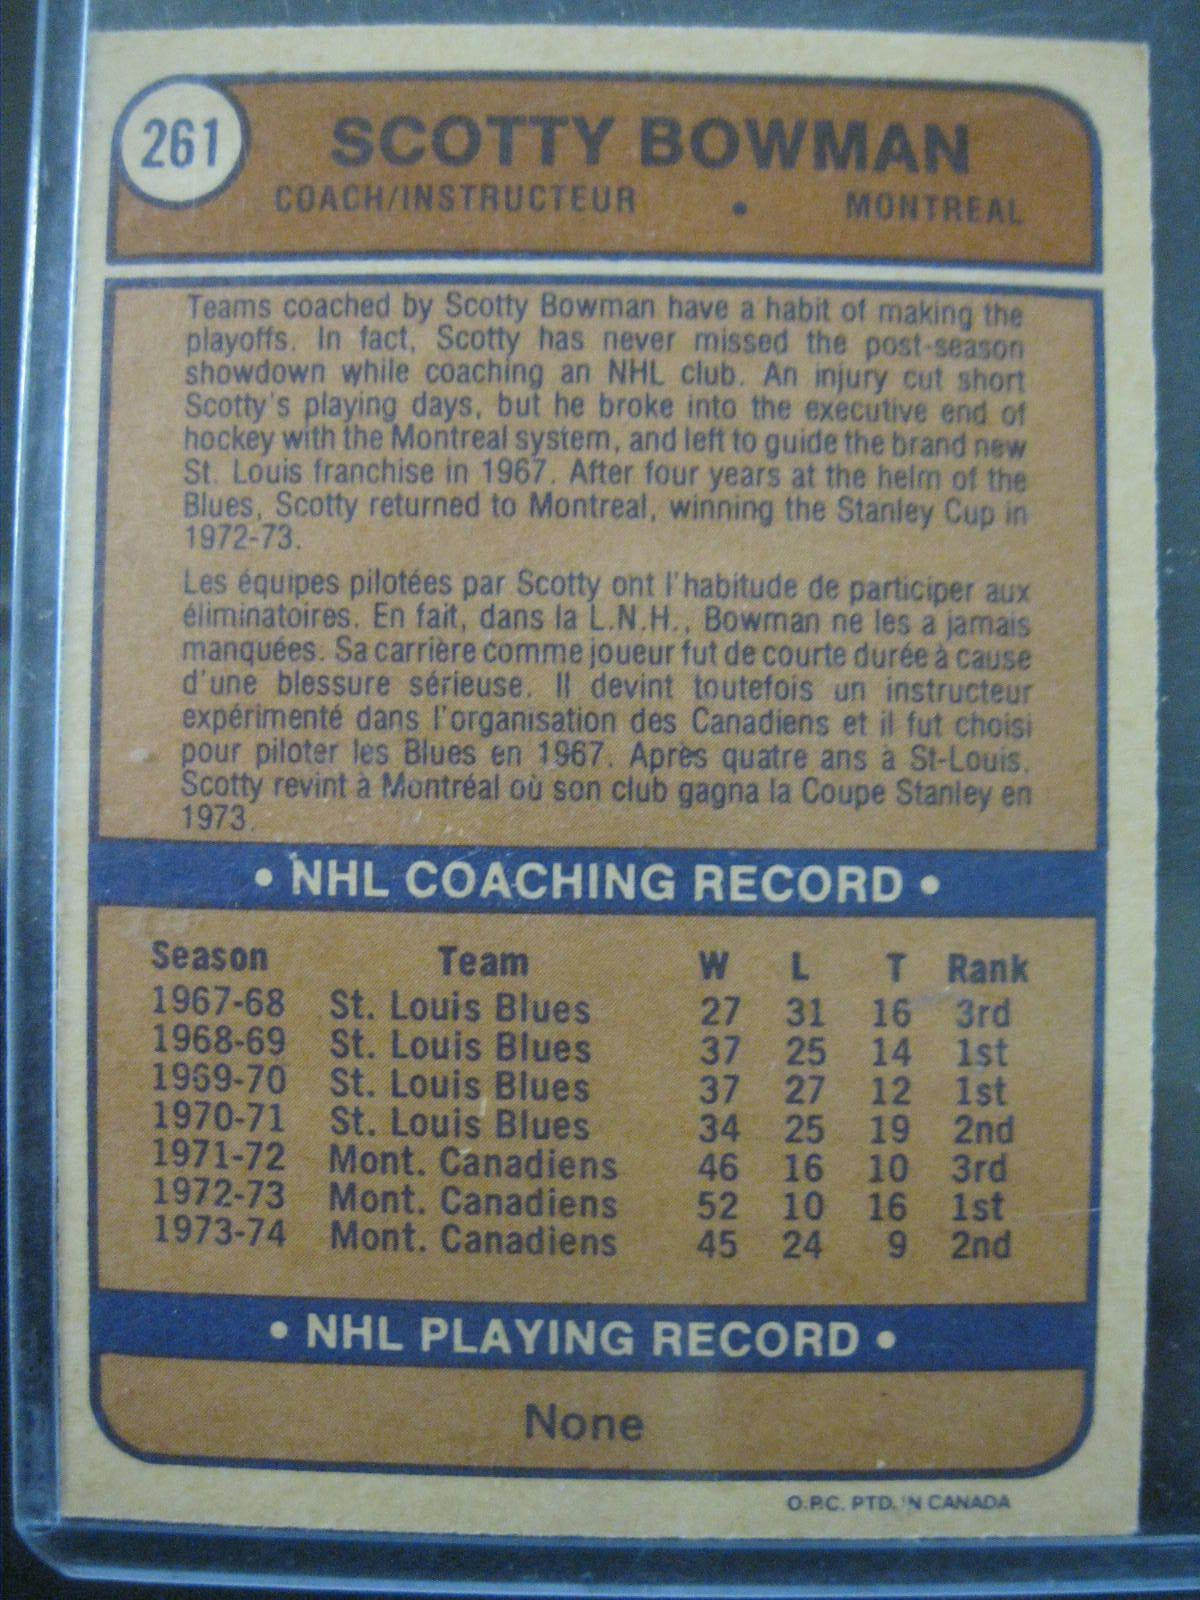 261
SCOTTY BOWMAN
COACH/INSTRUCTEUR • MONTREAL
Teams coached by Scotty Bowman have a habit of making the
playoffs. In fact, Scotty has never missed the post-season
showdown while coaching an NHL club. An injury cut short
Scotty's playing days, but he broke into the executive end of
hockey with the Montreal system, and left to guide the brand new
St. Louis franchise in 1967. After four years at the helm of the
Blues, Scotty returned to Montreal, winning the Stanley Cup in
1972-73.
Les équipes pilotées par Scotty ont l'habitude de participer aux
éliminatoires. En fait, dans la L.N.H., Bowman ne les a jamais
manquées. Sa carrière comme joueur fut de courte durée à cause
d'une blessure sérieuse. Il devint toutefois un instructeur
expérimenté dans l'organisation des Canadiens et il fut choisi
pour piloter les Blues en 1967. Après quatre ans à St-Louis,
Scotty revint à Montréal où son club gagna la Coupe Stanley en
1973.
• NHL COACHING RECORD •
Season Team W L T Rank
1967-68 St. Louis Blues 27 31 16 3rd
1968-69 St. Louis Blues 37 25 14 1st
1969-70 St. Louis Blues 37 27 12 1st
1970-71 St. Louis Blues 34 25 19 2nd
1971-72 Mont. Canadiens 46 16 10 3rd
1972-73 Mont. Canadiens 52 10 16 1st
1973-74 Mont. Canadiens 45 24 9 2nd
• NHL PLAYING RECORD •
None
O.P.C. PTD. IN CANADA